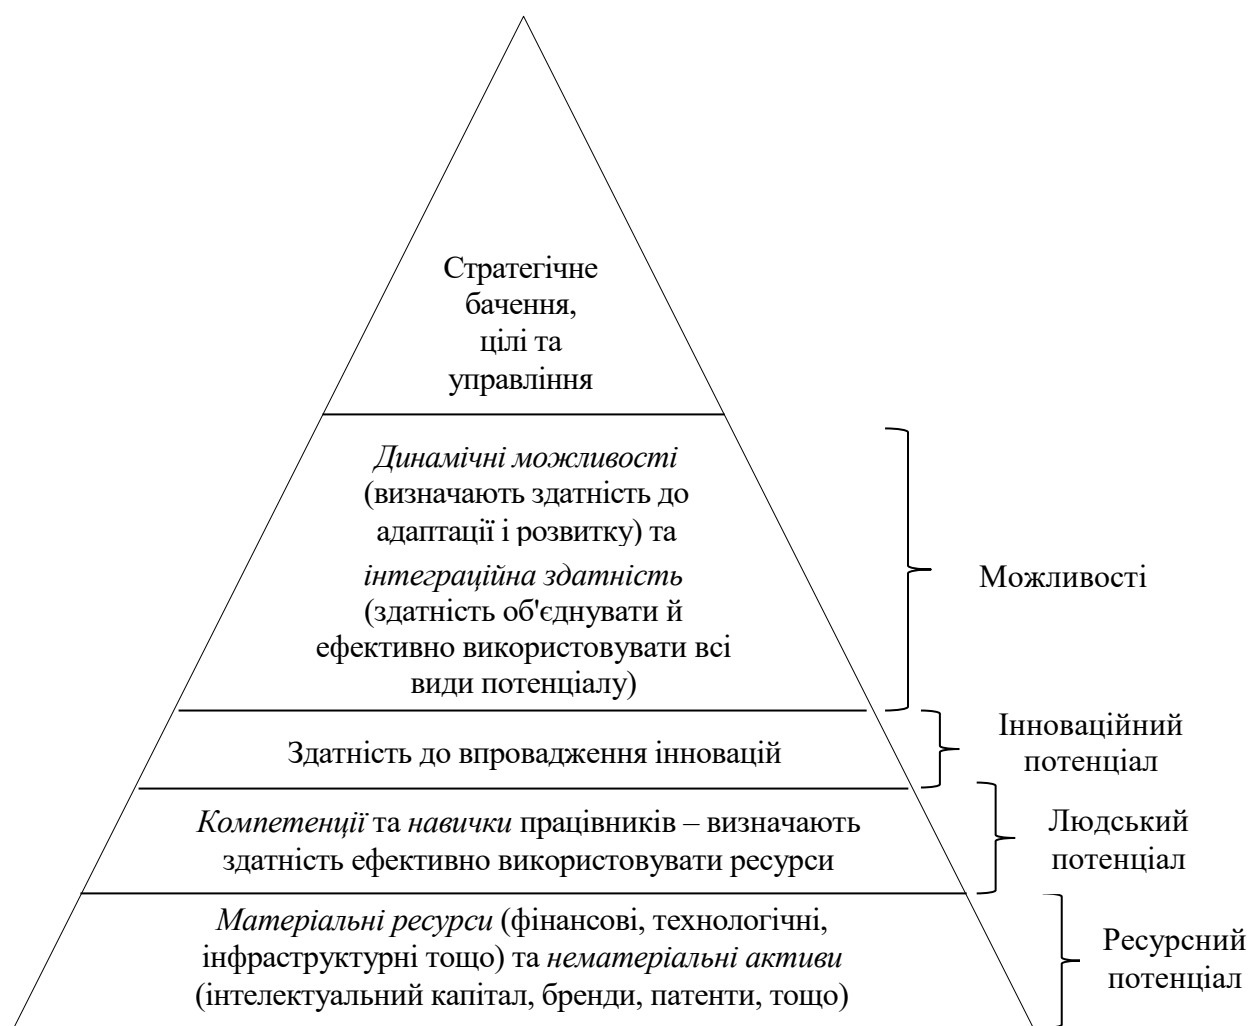 Стратегічне
бачення,
цілі та
управління
Динамічні можливості
(визначають здатність до
адаптації і розвитку) та
інтеграційна здатність
(здатність об'єднувати й
ефективно використовувати всі
види потенціалу)
Можливості
Здатність до впровадження інновацій
Інноваційний
потенціал
Компетенції та навички працівників – визначають
здатність ефективно використовувати ресурси
Людський
потенціал
Матеріальні ресурси (фінансові, технологічні,
інфраструктурні тощо) та нематеріальні активи
(інтелектуальний капітал, бренди, патенти, тощо)
Ресурсний
потенціал